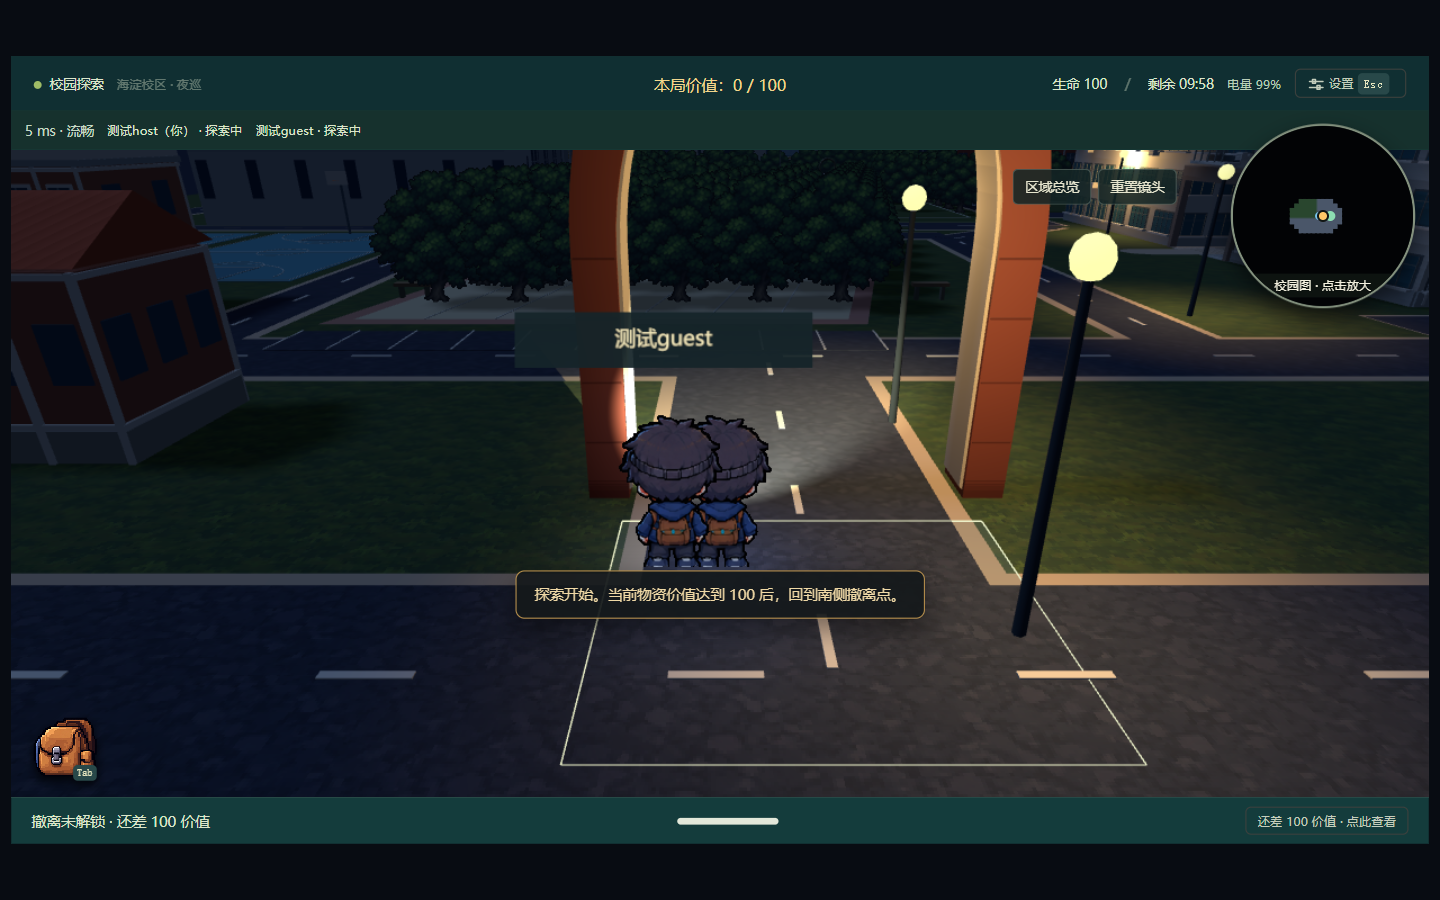 校园探索 海淀校区 · 夜巡 本局价值：0 / 100 生命 100 / 剩余 09:58 电量 99% 设置 Esc
5 ms · 流畅 测试host（你） · 探索中 测试guest · 探索中
区域总览 重置镜头
校园图 · 点击放大
测试guest
探索开始。当前物资价值达到 100 后，回到南侧撤离点。
Tab
撤离未解锁 · 还差 100 价值 还差 100 价值 · 点此查看